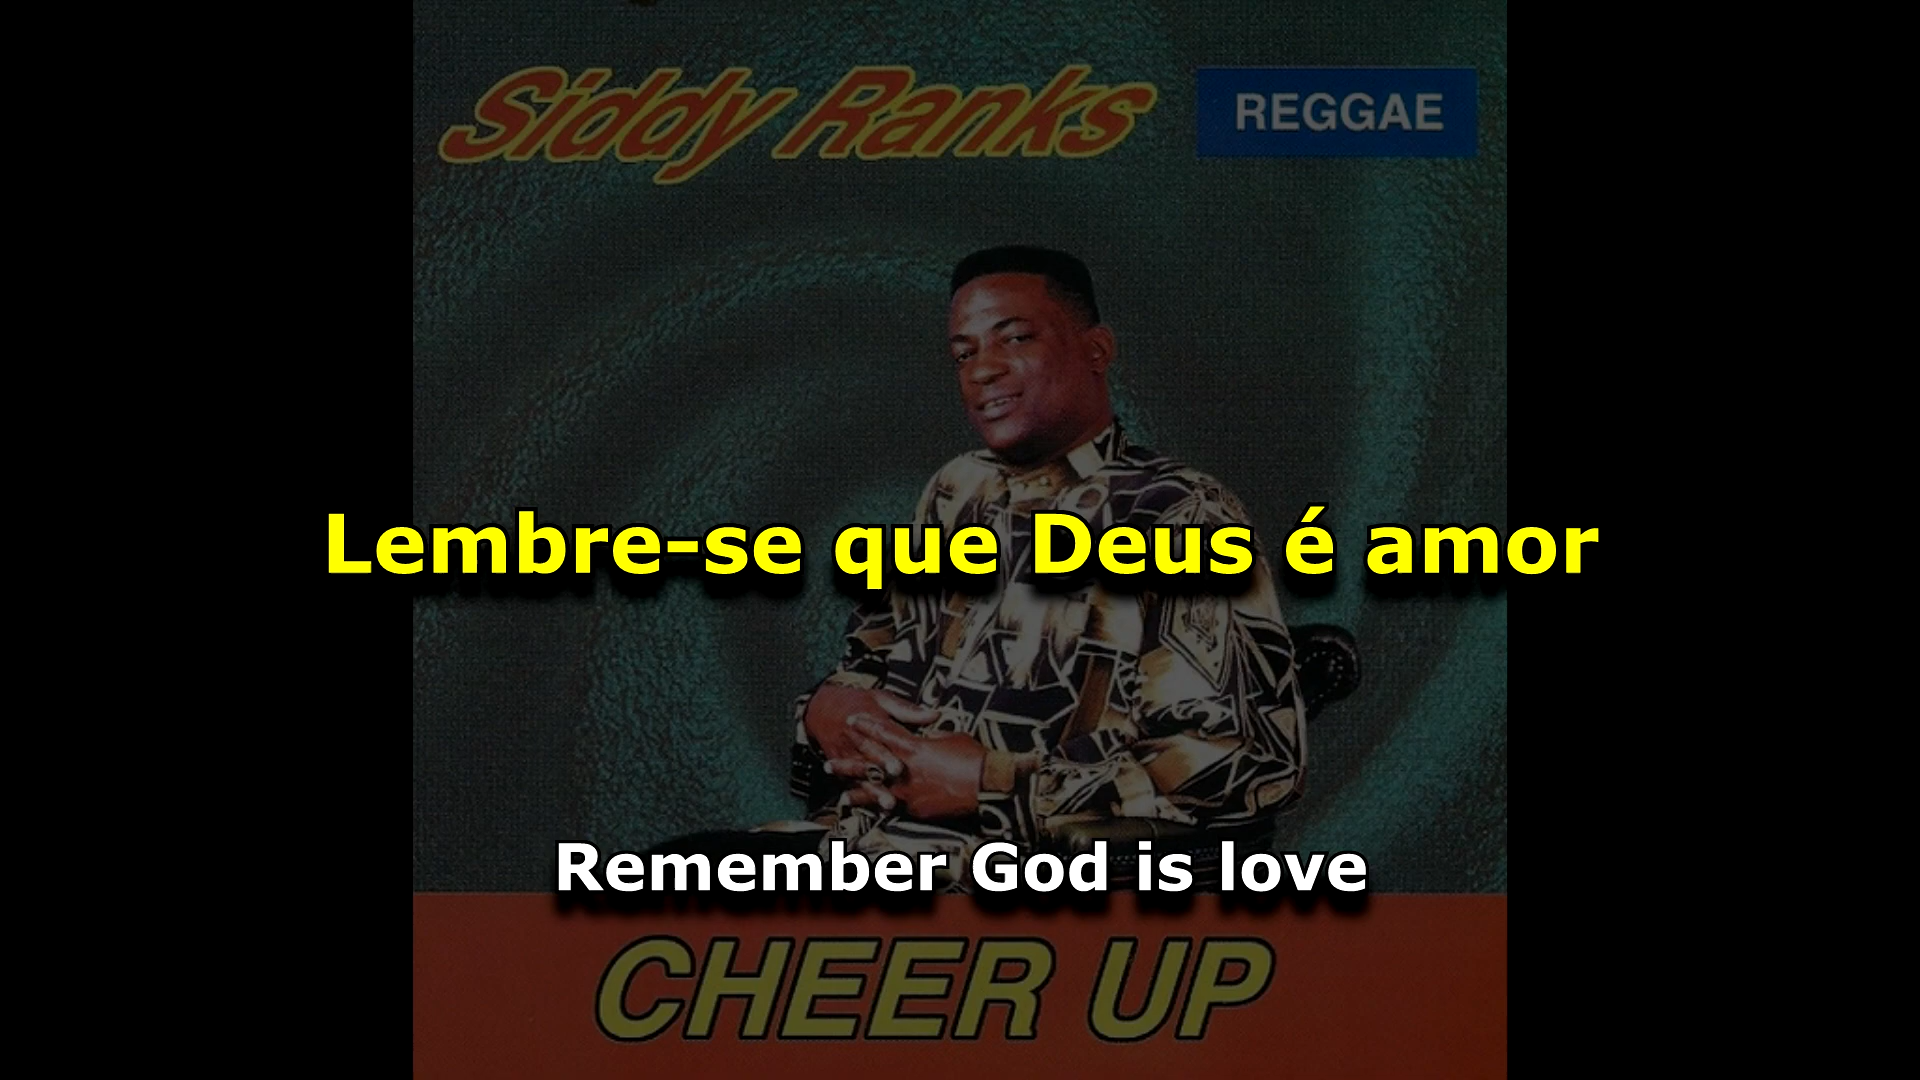 Siddy Ranks
REGGAE
Lembre-se que Deus é amor
Remember God is love
CHEER UP